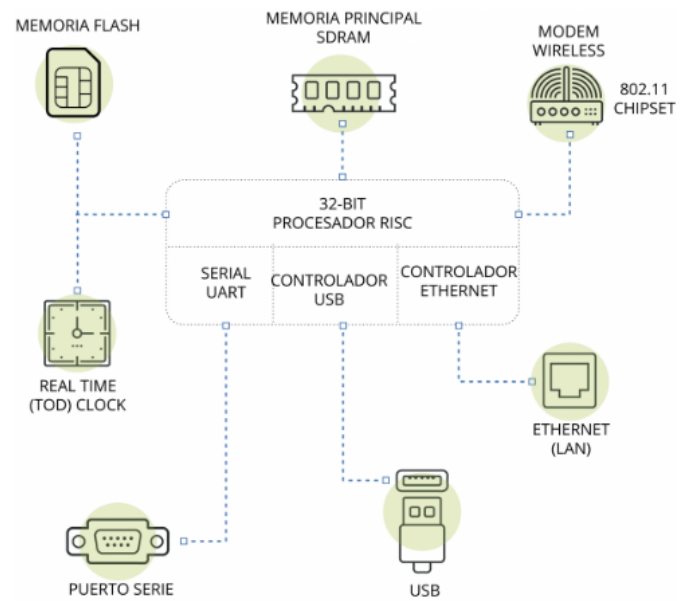 MEMORIA FLASH
MEMORIA PRINCIPAL
SDRAM
MODEM
WIRELESS
802.11
CHIPSET
32-BIT
PROCESADOR RISC
SERIAL
UART
CONTROLADOR
USB
CONTROLADOR
ETHERNET
REAL TIME
(TOD) CLOCK
ETHERNET
(LAN)
PUERTO SERIE
USB